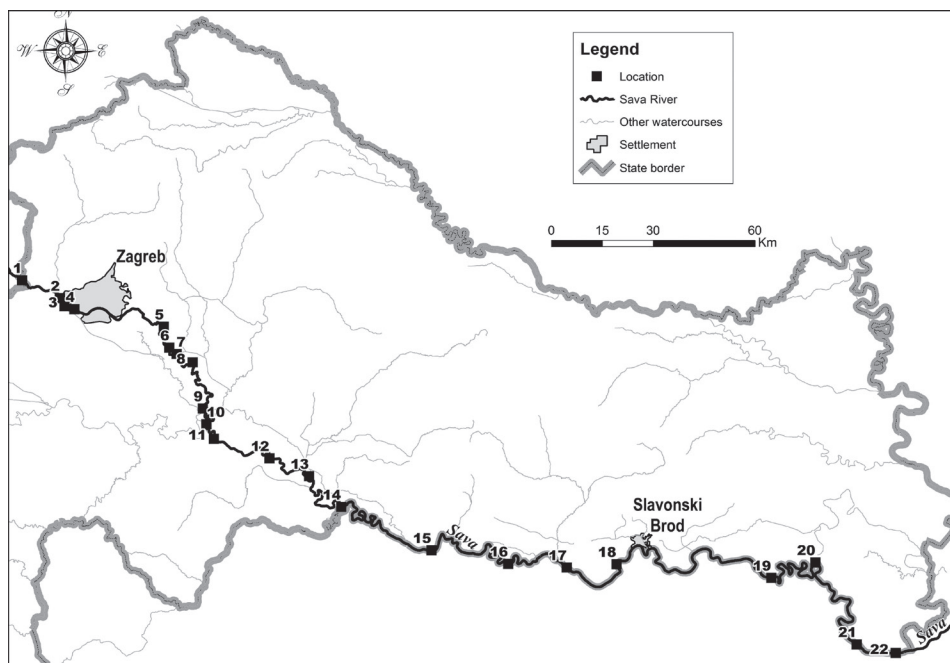 N
W
E
S
Legend
Location
Sava River
Other watercourses
Settlement
State border
0 15 30 60
Km
Zagreb
1
2
3
4
5
6
7
8
9
10
11
12
13
14
15
Sava
16
17
18
Slavonski
Brod
19
20
21
22
Sava